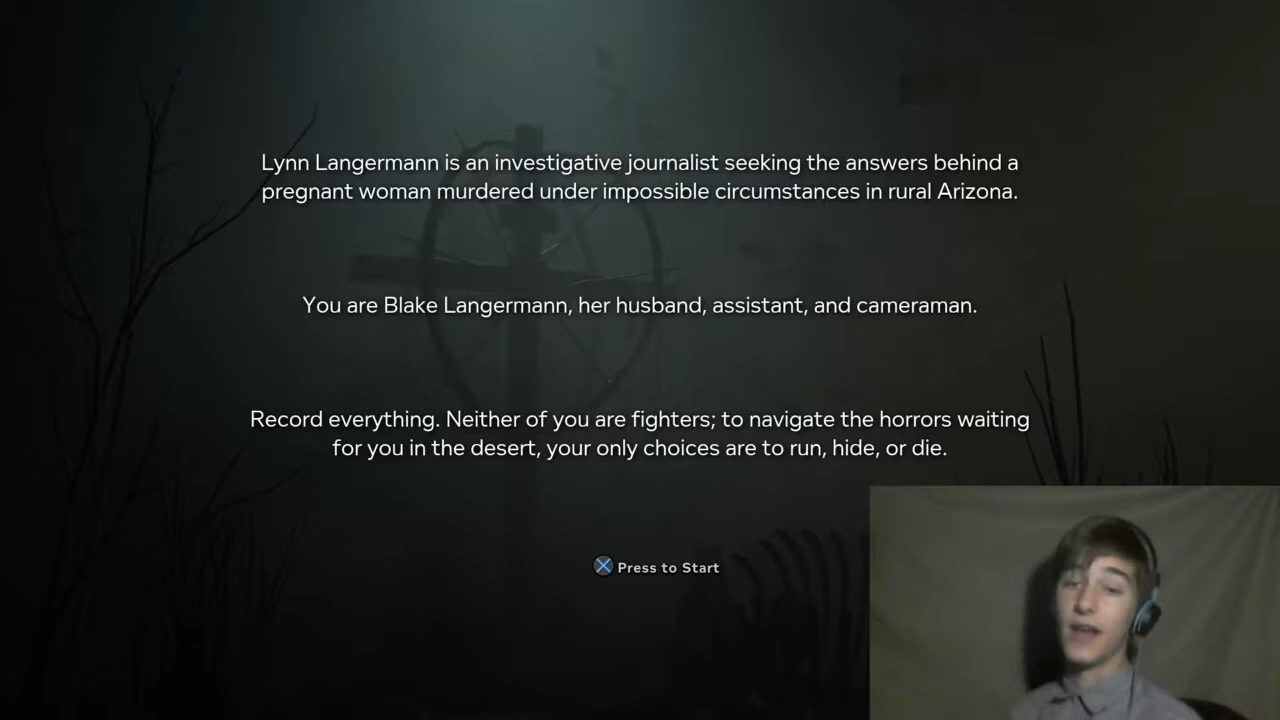 Lynn Langermann is an investigative journalist seeking the answers behind a
pregnant woman murdered under impossible circumstances in rural Arizona.
You are Blake Langermann, her husband, assistant, and cameraman.
Record everything. Neither of you are fighters; to navigate the horrors waiting
for you in the desert, your only choices are to run, hide, or die.
Press to Start